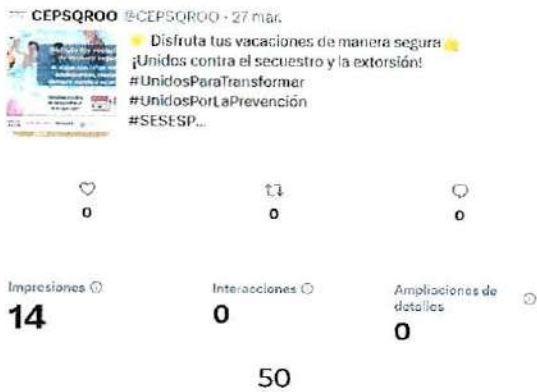 CEPSQROO @CEPSQROO · 27 mar.
Disfruta tus vacaciones de manera segura
¡Unidos contra el secuestro y la extorsión!
#UnidosParaTransformar
#UnidosPorLaPrevención
#SESESP...
0 0 0
Impresiones Interacciones Ampliaciones de detalles
14 0 0
50